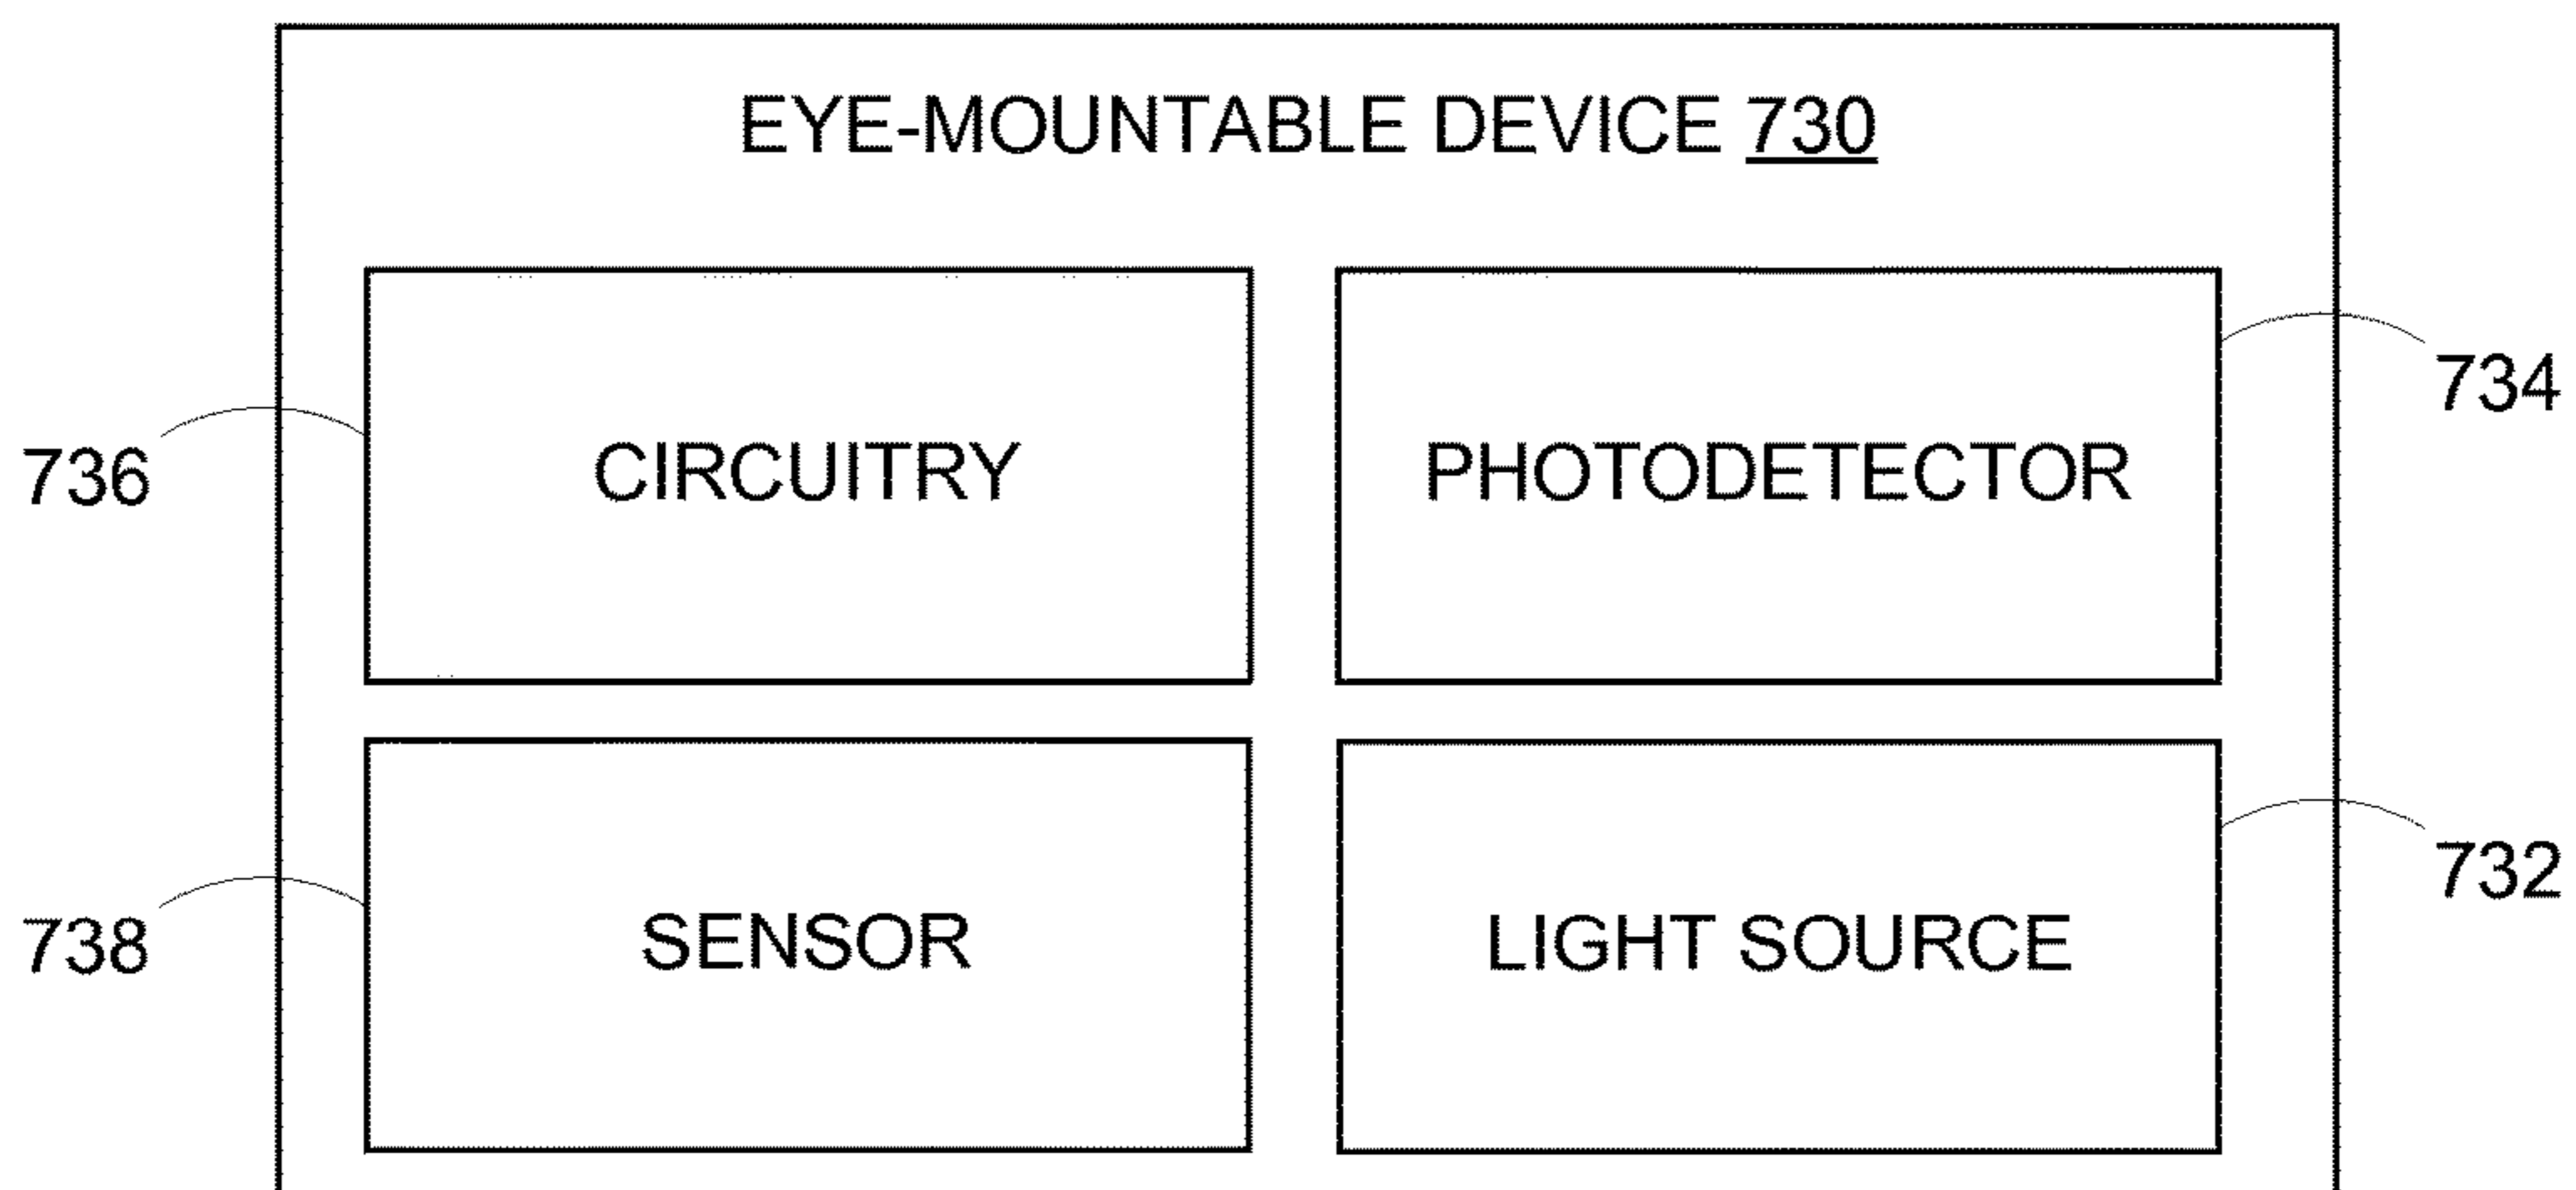 EYE-MOUNTABLE DEVICE 730
734
736
CIRCUITRY
PHOTODETECTOR
732
738
SENSOR
LIGHT SOURCE